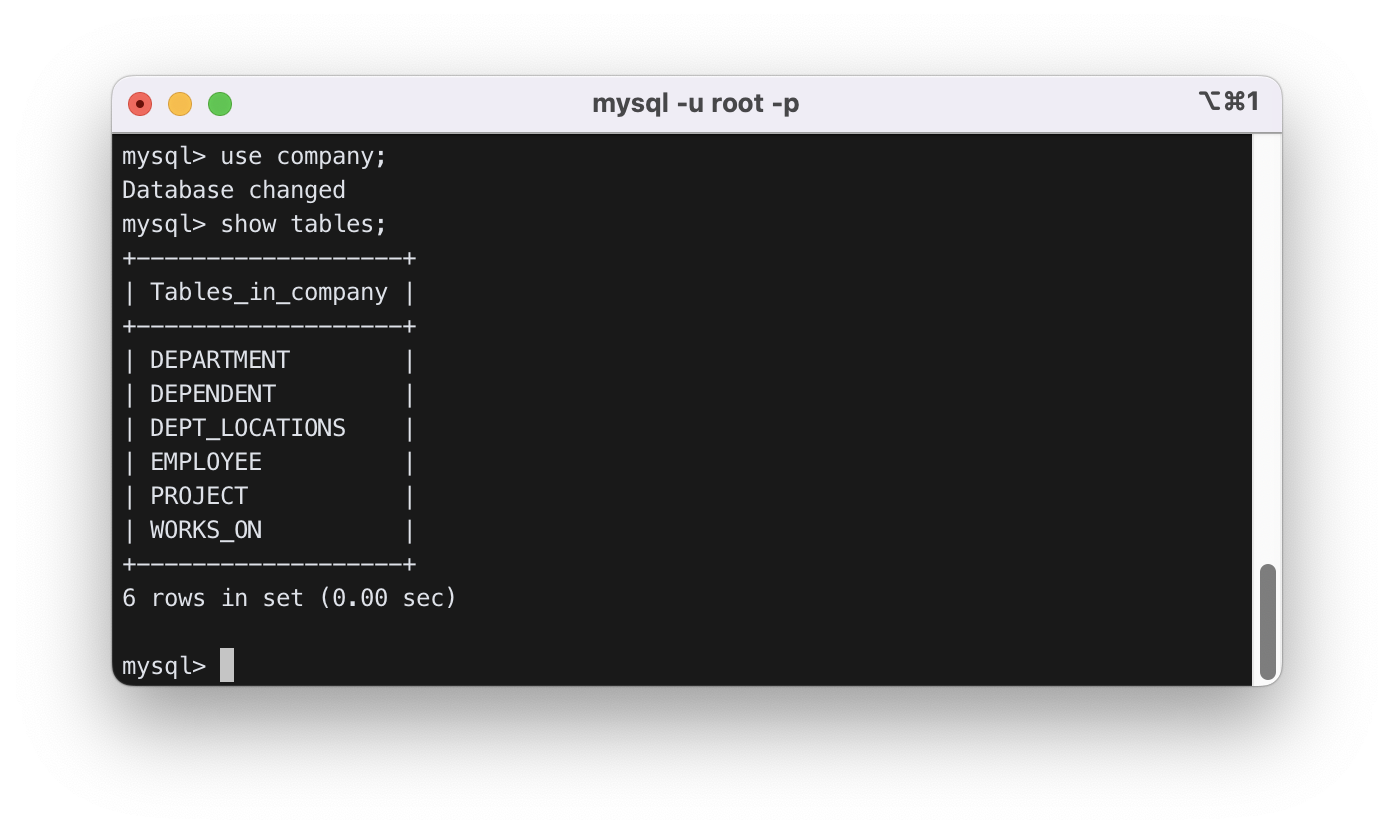 mysql -u root -p
⌥⌘1
mysql> use company;
Database changed
mysql> show tables;
+------------------+
| Tables_in_company |
+------------------+
| DEPARTMENT        |
| DEPENDENT         |
| DEPT_LOCATIONS    |
| EMPLOYEE          |
| PROJECT           |
| WORKS_ON          |
+------------------+
6 rows in set (0.00 sec)
mysql>